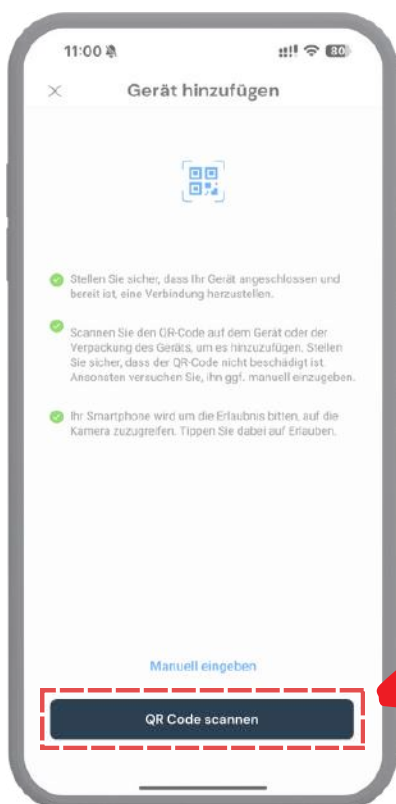 11:00
80
Gerät hinzufügen
Stellen Sie sicher, dass Ihr Gerät angeschlossen und
bereit ist, eine Verbindung herzustellen.
Scannen Sie den QR-Code auf dem Gerät oder der
Verpackung des Geräts, um es hinzuzufügen. Stellen
Sie sicher, dass der QR-Code nicht beschädigt ist.
Ansonsten versuchen Sie, ihn ggf. manuell einzugeben.
Ihr Smartphone wird um die Erlaubnis bitten, auf die
Kamera zuzugreifen. Tippen Sie dabei auf Erlauben.
Manuell eingeben
QR Code scannen